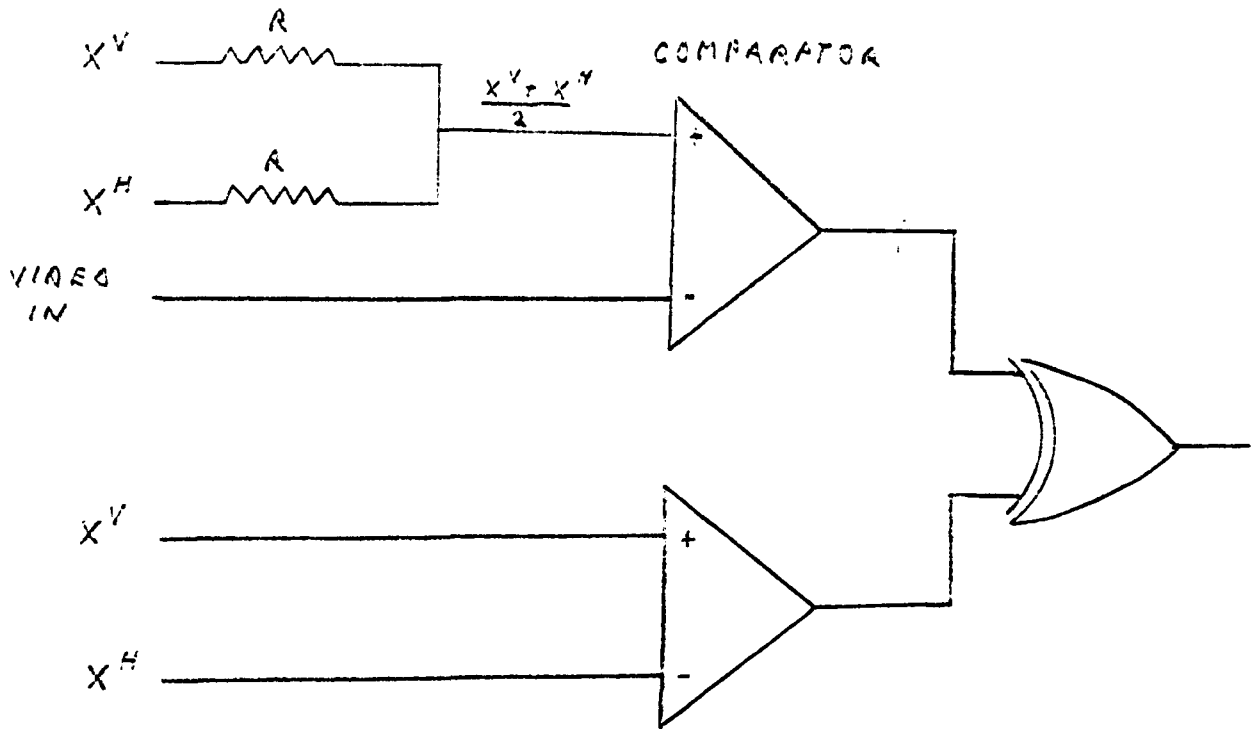 R
X^V
COMPARATOR
X^V + X^H
2
+
R
X^H
VIDEO
IN
-
X^V
+
X^H
-